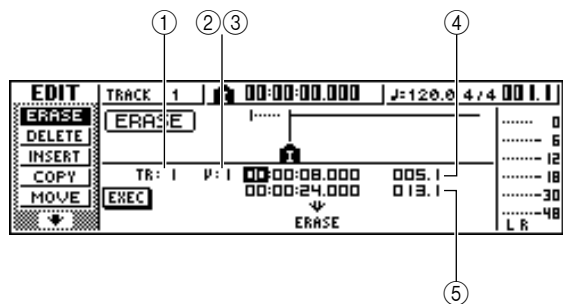 ① ② ③ ④
EDIT TRACK 1 00:00:00.000 ♩=120.0 4/4 001.1
ERASE ERASE 0
DELETE 6
INSERT I 12
COPY TR: 1 V: 1 00:00:08.000 005.1 18
MOVE EXEC 00:00:24.000 013.1 30
ERASE 48
L R
⑤